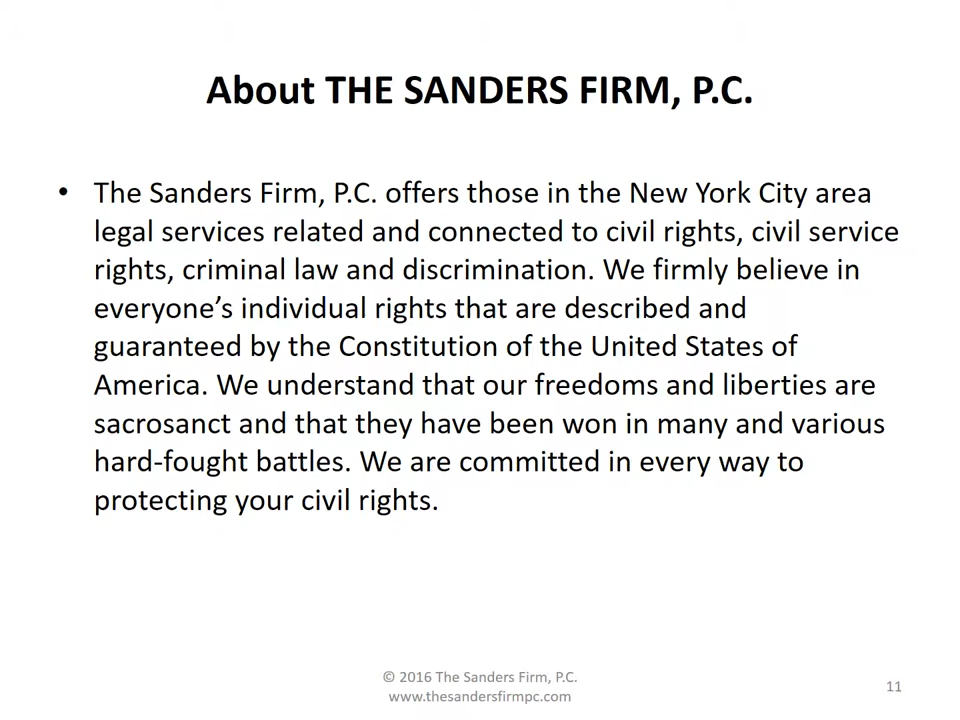 About THE SANDERS FIRM, P.C.
• The Sanders Firm, P.C. offers those in the New York City area
legal services related and connected to civil rights, civil service
rights, criminal law and discrimination. We firmly believe in
everyone’s individual rights that are described and
guaranteed by the Constitution of the United States of
America. We understand that our freedoms and liberties are
sacrosanct and that they have been won in many and various
hard-fought battles. We are committed in every way to
protecting your civil rights.
© 2016 The Sanders Firm, P.C.
www.thesandersfirmpc.com
11